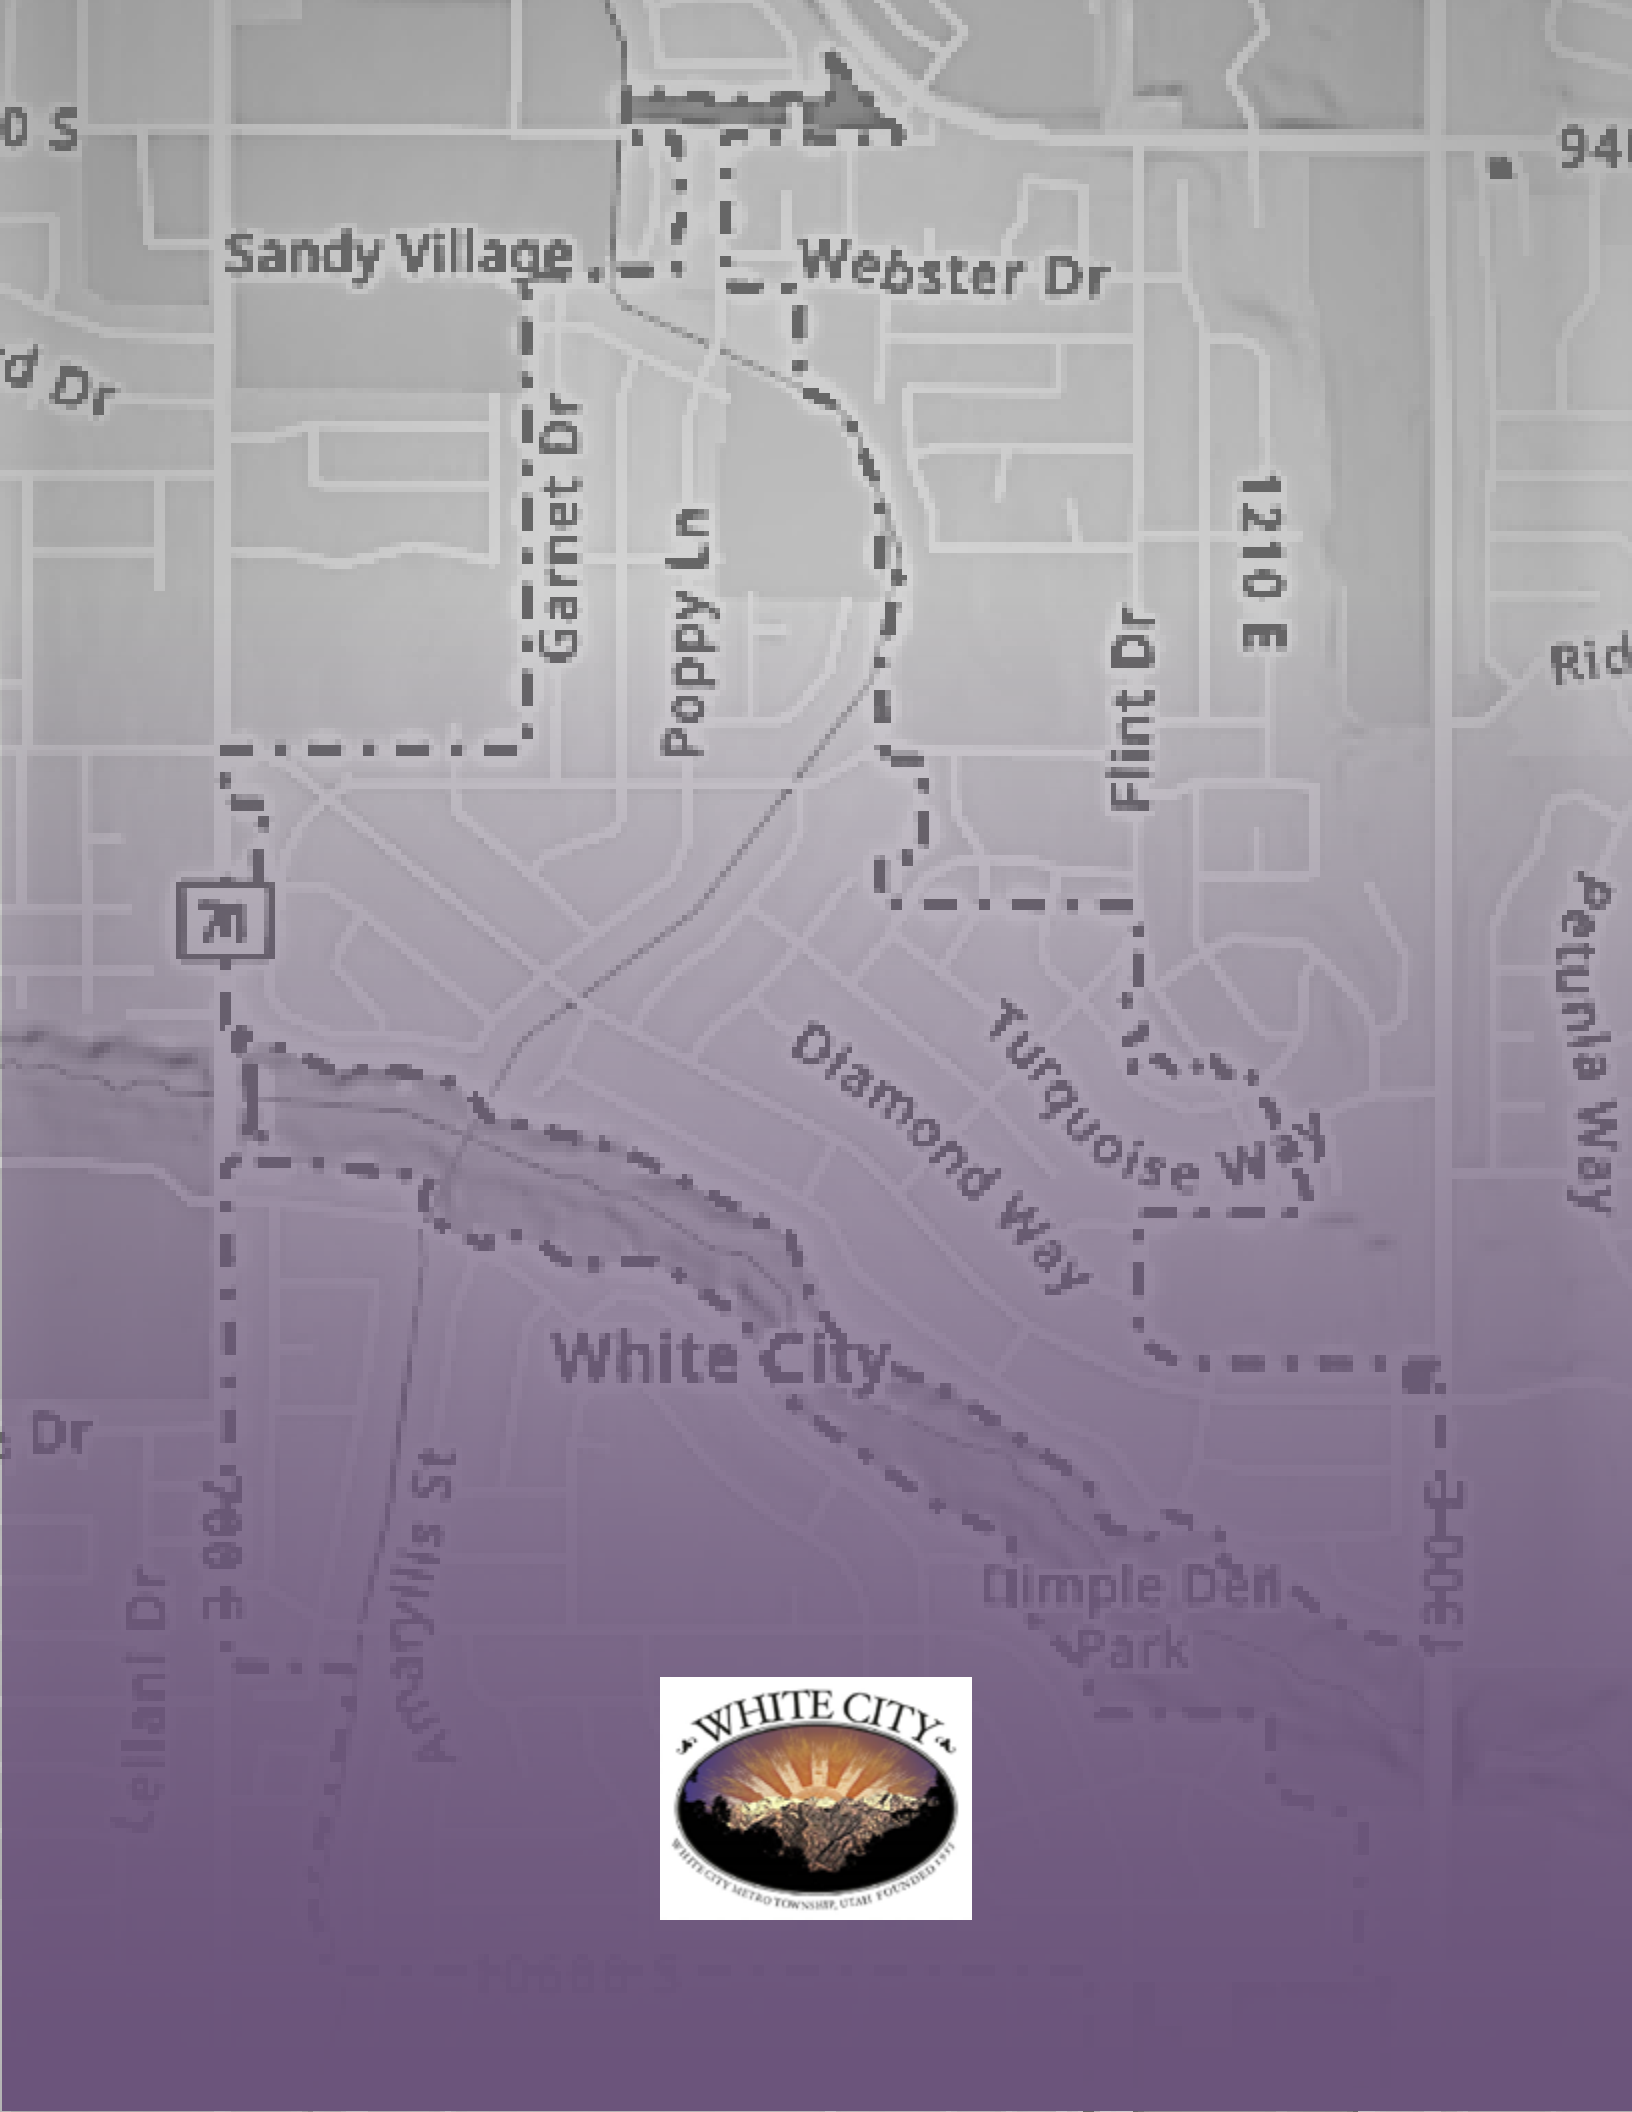 0 S
94
Sandy Village
Webster Dr
d Dr
Garnet Dr
1210 E
Poppy Ln
Flint Dr
Rid
71
Petunia Way
Turquoise Way
Diamond Way
White City
Dr
700 E
Amaryllis St
1300 E
Leilani Dr
Dimple Dell
Park
WHITE CITY
WHITE CITY METRO TOWNSHIP, UTAH FOUNDED 1955
10600 S